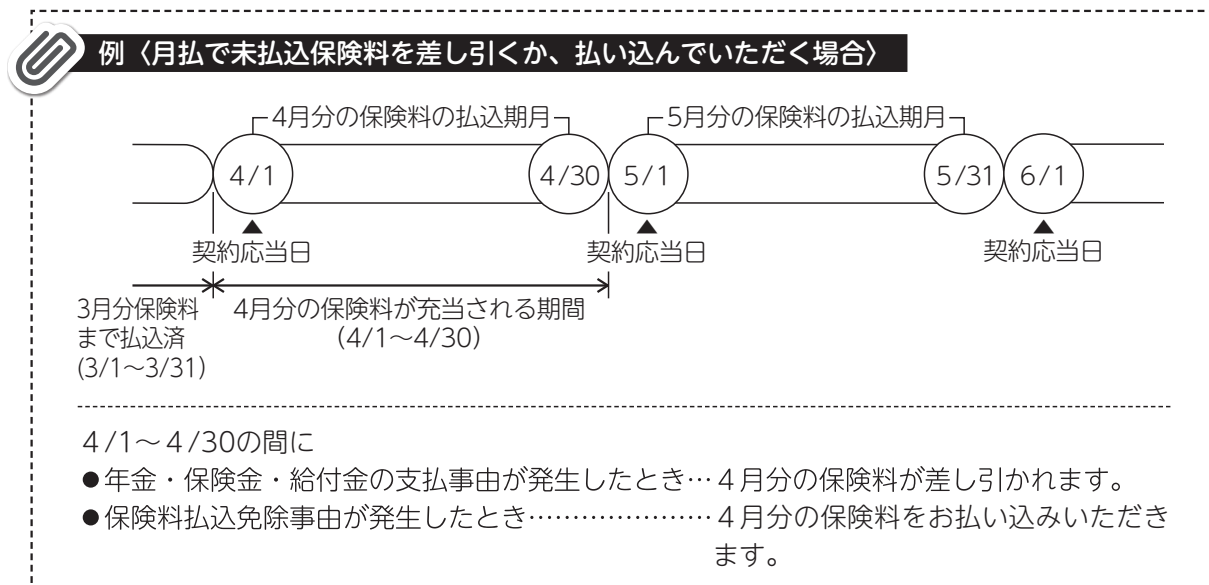 例〈月払で未払込保険料を差し引くか、払い込んでいただく場合〉
4月分の保険料の払込期月 5月分の保険料の払込期月
4/1 4/30 5/1 5/31 6/1
契約応当日 契約応当日 契約応当日
3月分保険料
まで払込済
(3/1～3/31)
4月分の保険料が充当される期間
(4/1～4/30)
4/1～4/30の間に
●年金・保険金・給付金の支払事由が発生したとき…4月分の保険料が差し引かれます。
●保険料払込免除事由が発生したとき…………………4月分の保険料をお払い込みいただき
ます。